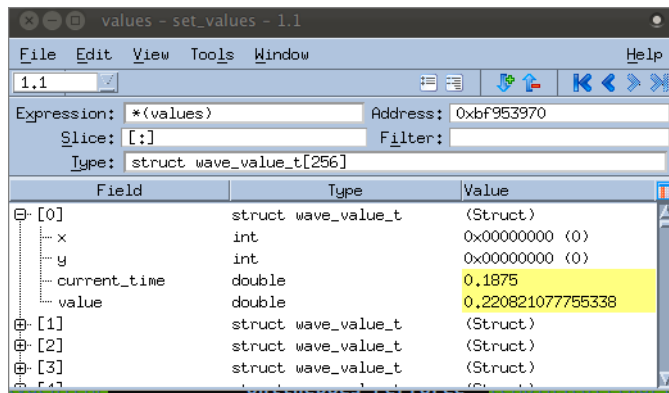 values - set_values - 1.1
File Edit View Tools Window Help
1.1
Expression: *(values) Address: 0xbf953970
Slice: [:] Filter:
Type: struct wave_value_t[256]
Field Type Value
[0] struct wave_value_t (Struct)
x int 0x00000000 (0)
y int 0x00000000 (0)
current_time double 0.1875
value double 0.220821077755338
[1] struct wave_value_t (Struct)
[2] struct wave_value_t (Struct)
[3] struct wave_value_t (Struct)